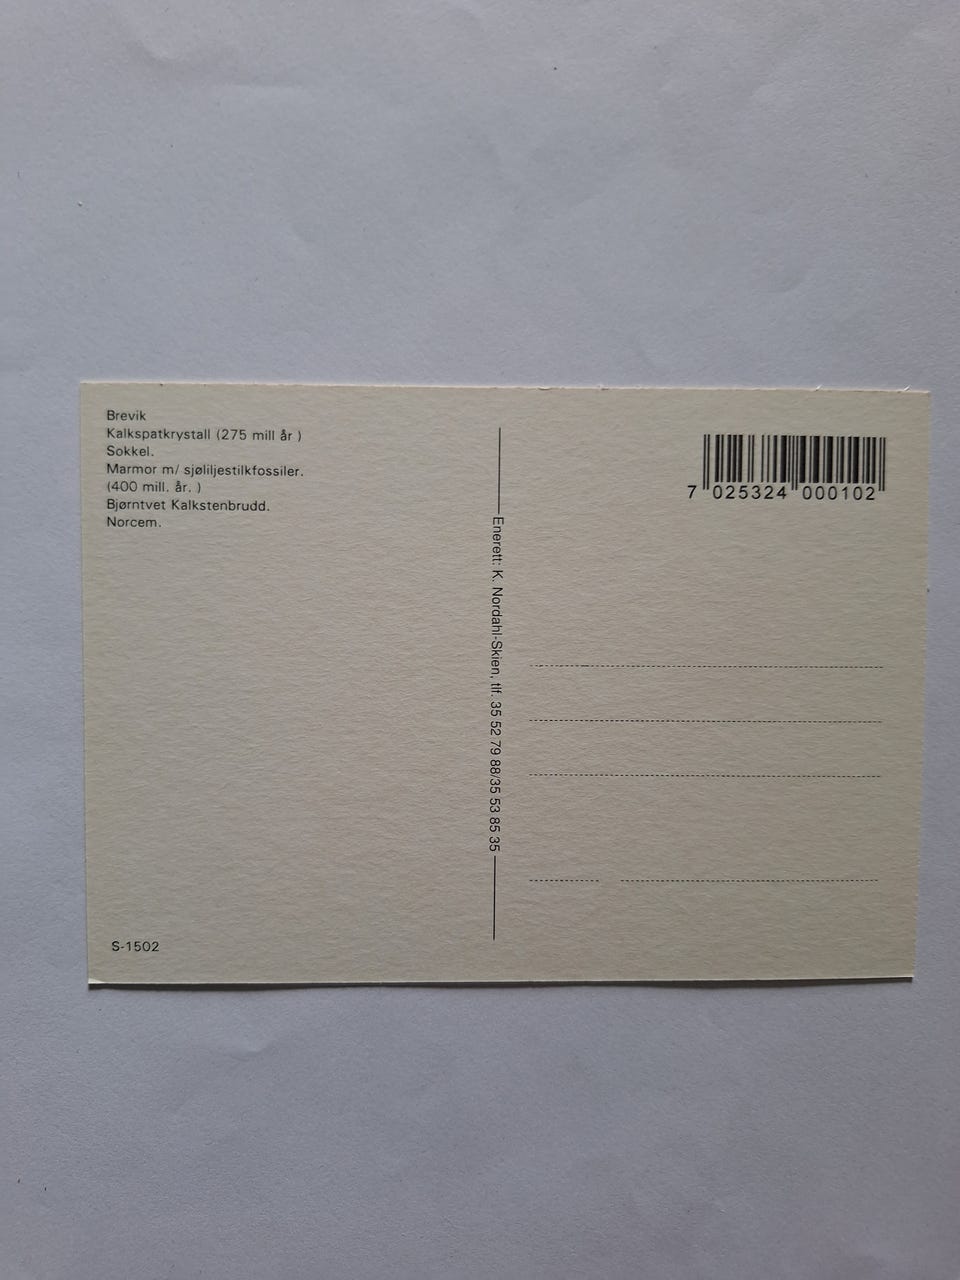 Brevik
Kalkspatkrystall (275 mill år )
Sokkel.
Marmor m/ sjøliljestilkfossiler.
(400 mill. år. )
Bjørntvet Kalkstenbrudd.
Norcem.
S-1502
Enerett: K. Nordahl-Skien, tlf. 35 52 79 88/35 53 85 35
7 025324 000102